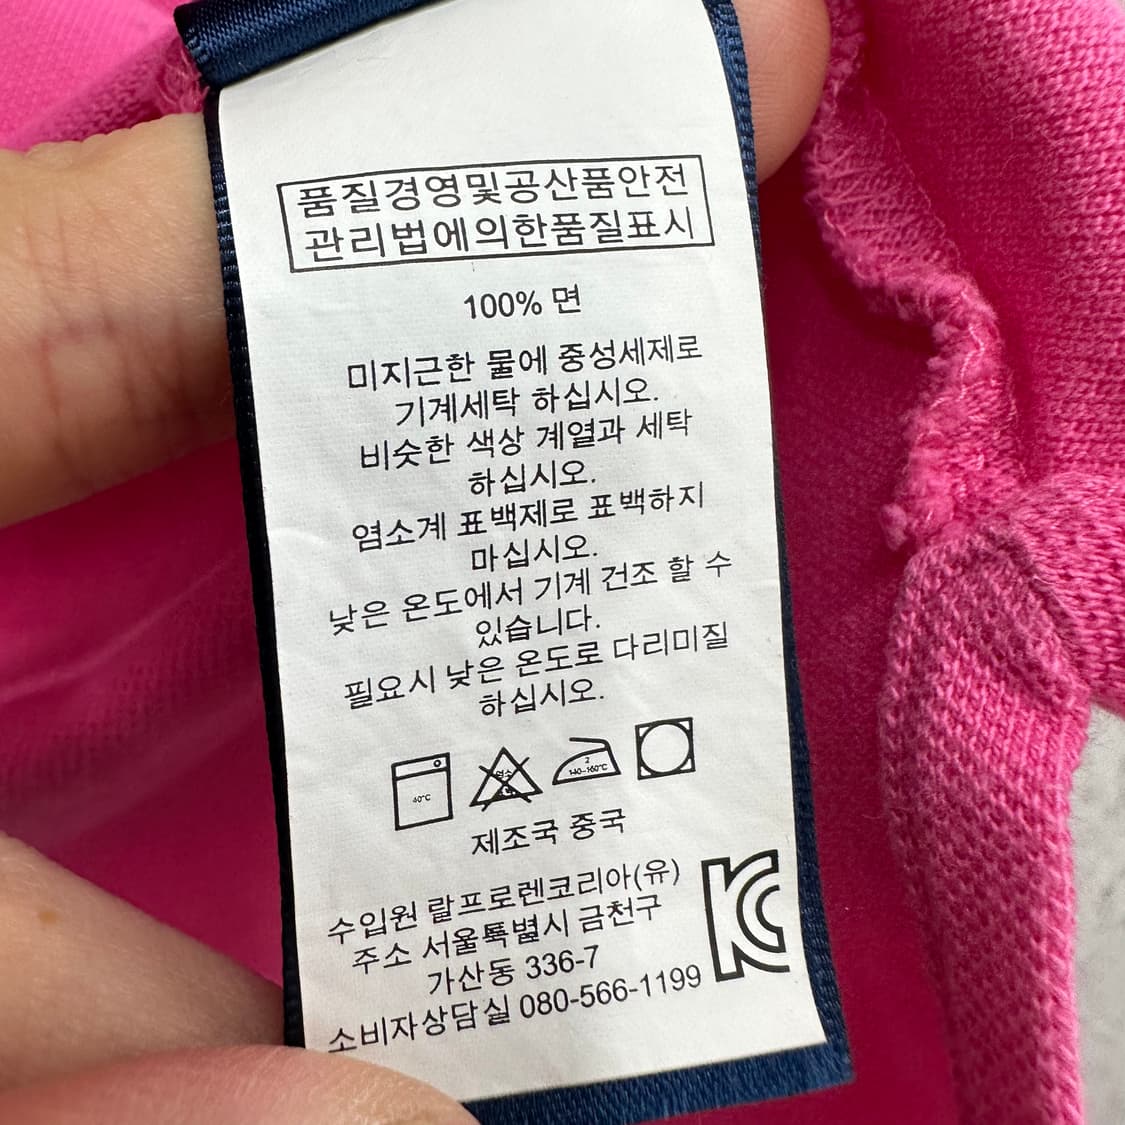 품질경영및공산품안전
관리법에의한품질표시
100% 면
미지근한 물에 중성세제로
기계세탁 하십시오.
비슷한 색상 계열과 세탁
하십시오.
염소계 표백제로 표백하지
마십시오.
낮은 온도에서 기계 건조 할 수
있습니다.
필요시 낮은 온도로 다리미질
하십시오.
40°C
염소
2
140~160°C
제조국 중국
수입원 랄프로렌코리아(유)
주소 서울특별시 금천구
가산동 336-7
소비자상담실 080-566-1199
KC